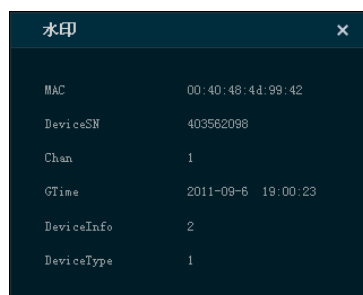 水印
MAC 00:40:48:4d:99:42
DeviceSN 403562098
Chan 1
GTime 2011-09-6 19:00:23
DeviceInfo 2
DeviceType 1